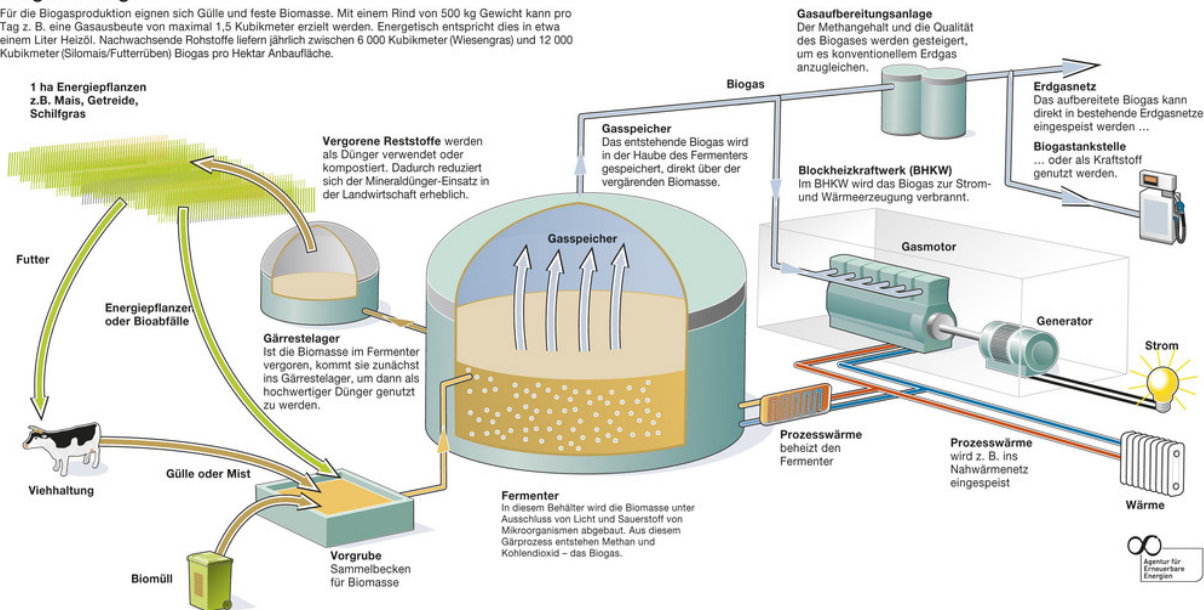 Für die Biogasproduktion eignen sich Gülle und feste Biomasse. Mit einem Rind von 500 kg Gewicht kann pro
Tag z. B. eine Gasausbeute von maximal 1,5 Kubikmeter erzielt werden. Energetisch entspricht dies in etwa
einem Liter Heizöl. Nachwachsende Rohstoffe liefern jährlich zwischen 6 000 Kubikmeter (Wiesengras) und 12 000
Kubikmeter (Silomais/Futterrüben) Biogas pro Hektar Anbaufläche.
1 ha Energiepflanzen
z.B. Mais, Getreide,
Schilfgras
Vergorene Reststoffe werden
als Dünger verwendet oder
kompostiert. Dadurch reduziert
sich der Mineraldünger-Einsatz in
der Landwirtschaft erheblich.
Gasspeicher
Das entstehende Biogas wird
in der Haube des Fermenters
gespeichert, direkt über der
vergärenden Biomasse.
Biogas
Gasaufbereitungsanlage
Der Methangehalt und die Qualität
des Biogases werden gesteigert,
um es konventionellem Erdgas
anzugleichen.
Erdgasnetz
Das aufbereitete Biogas kann
direkt in bestehende Erdgasnetze
eingespeist werden ...
Biogastankstelle
... oder als Kraftstoff
genutzt werden.
Blockheizkraftwerk (BHKW)
Im BHKW wird das Biogas zur Strom-
und Wärmeerzeugung verbrannt.
Futter
Energiepflanzen
oder Bioabfälle
Gasspeicher
Gasmotor
Generator
Strom
Gärrestelager
Ist die Biomasse im Fermenter
vergoren, kommt sie zunächst
ins Gärrestelager, um dann als
hochwertiger Dünger genutzt
zu werden.
Viehhaltung
Gülle oder Mist
Prozesswärme
beheizt den
Fermenter
Prozesswärme
wird z. B. ins
Nahwärmenetz
eingespeist
Wärme
Fermenter
In diesem Behälter wird die Biomasse unter
Ausschluss von Licht und Sauerstoff von
Mikroorganismen abgebaut. Aus diesem
Gärprozess entstehen Methan und
Kohlendioxid – das Biogas.
Biomüll
Vorgrube
Sammelbecken
für Biomasse
Agentur für
Erneuerbare
Energien